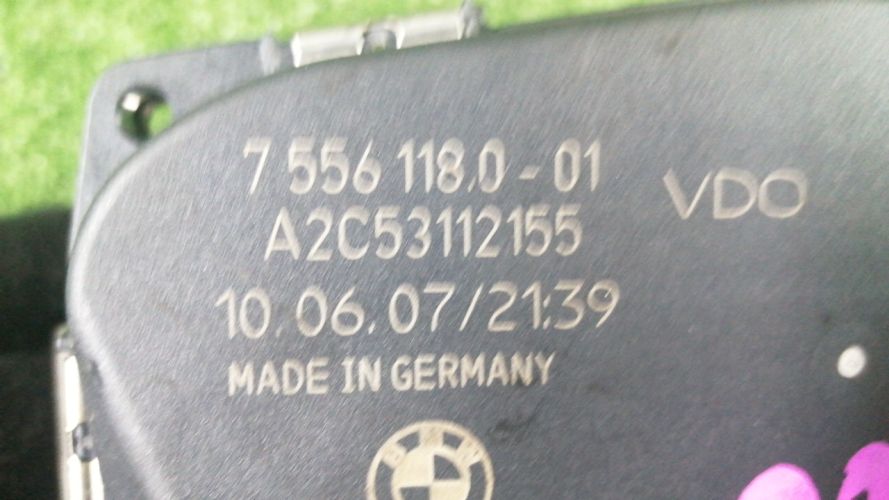 7 556 118.0-01
VDO
A2C53112155
10.06.07/21:39
MADE IN GERMANY
BMW